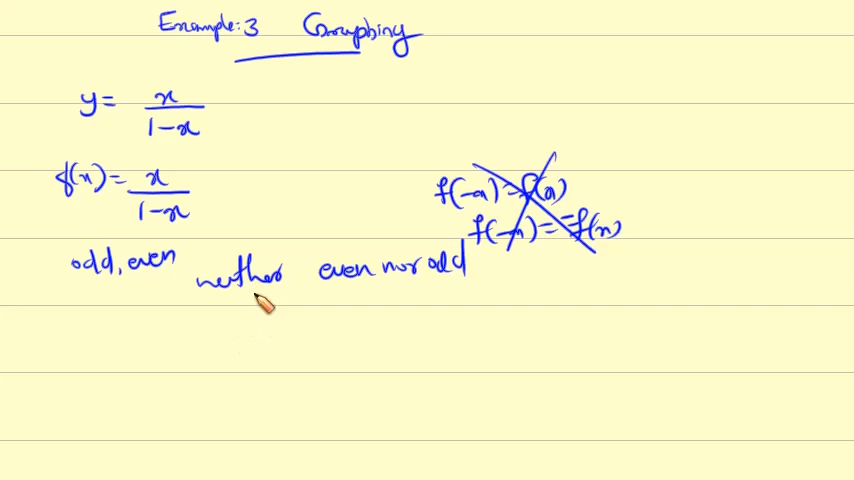 Example: 3 Graphing
y = x / 1-x
f(x) = x / 1-x
f(-x) = f(x)
f(-x) = -f(x)
odd, even
neither even nor odd